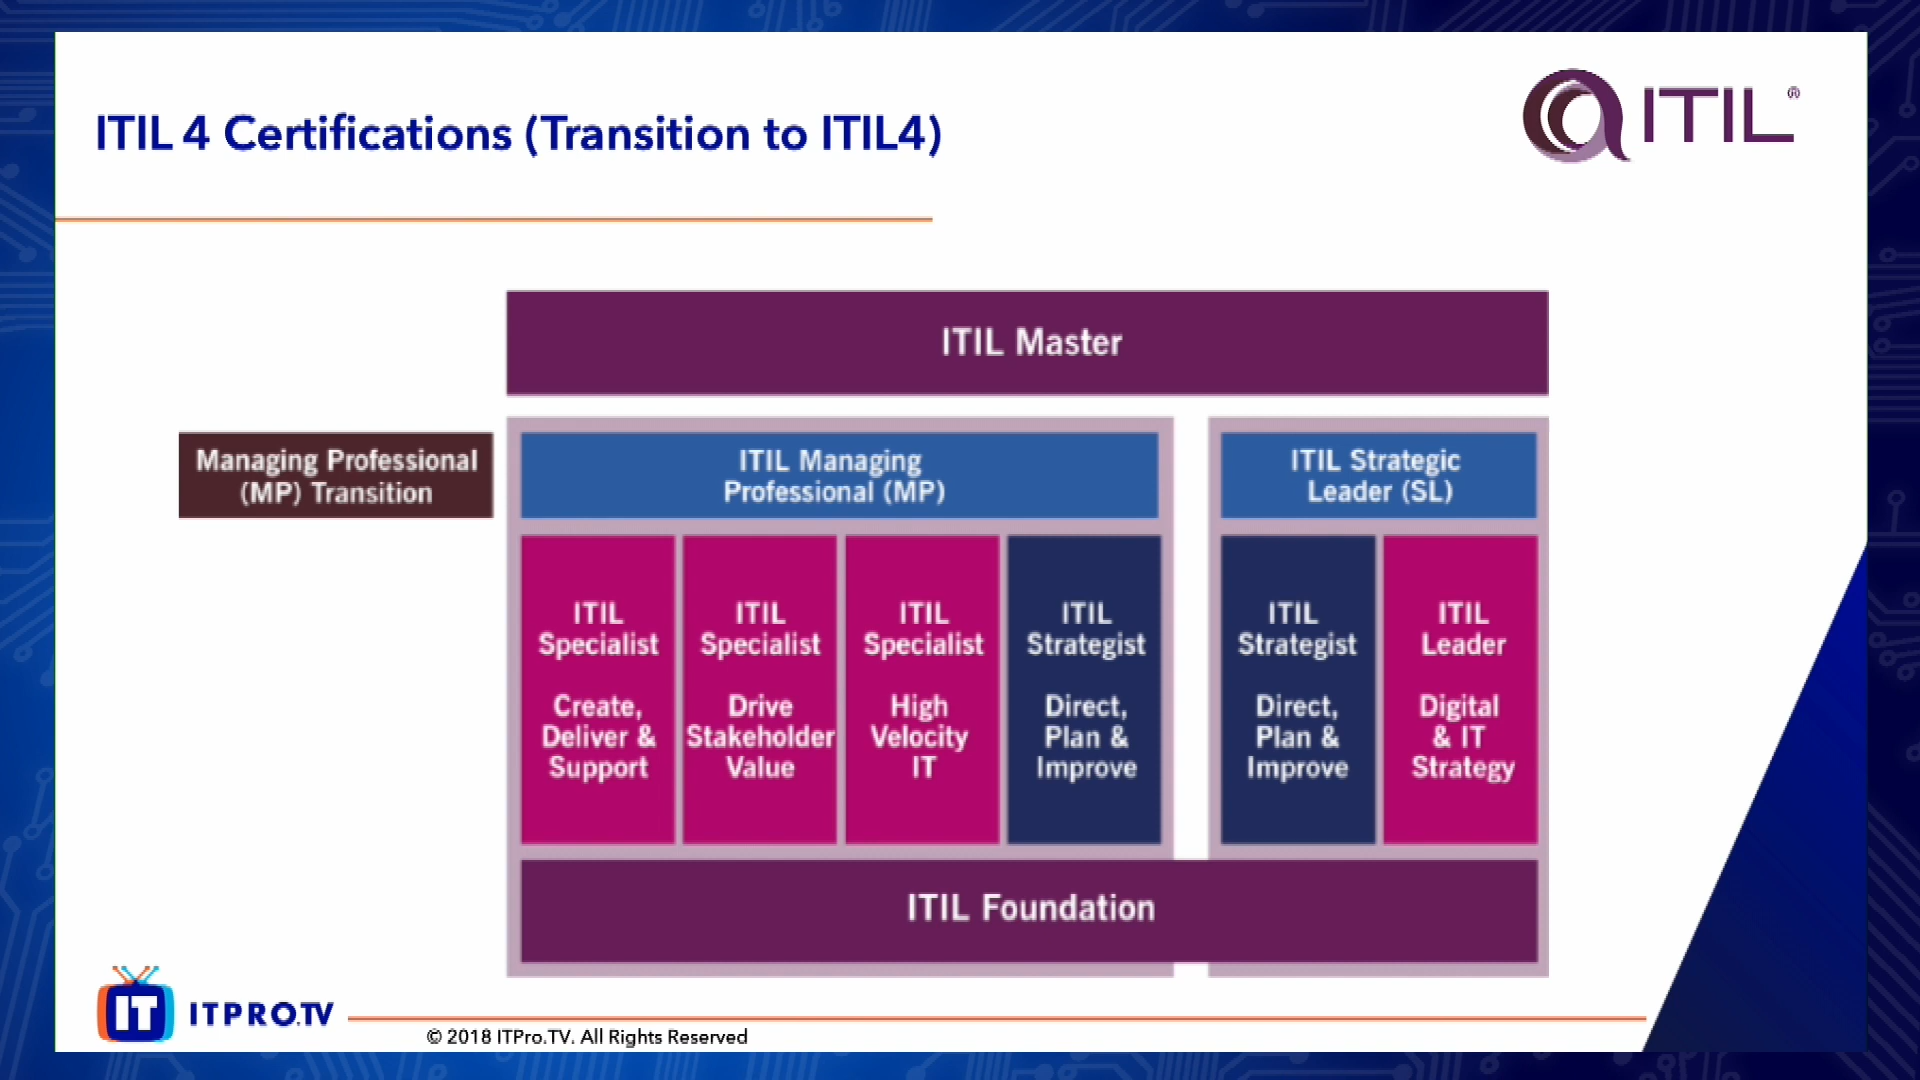 ITIL 4 Certifications (Transition to ITIL4)
ITIL®
ITIL Master
Managing Professional
(MP) Transition
ITIL Managing
Professional (MP)
ITIL Strategic
Leader (SL)
ITIL
Specialist
Create,
Deliver &
Support
ITIL
Specialist
Drive
Stakeholder
Value
ITIL
Specialist
High
Velocity
IT
ITIL
Strategist
Direct,
Plan &
Improve
ITIL
Strategist
Direct,
Plan &
Improve
ITIL
Leader
Digital
& IT
Strategy
ITIL Foundation
IT
ITPRO.TV
© 2018 ITPro.TV. All Rights Reserved